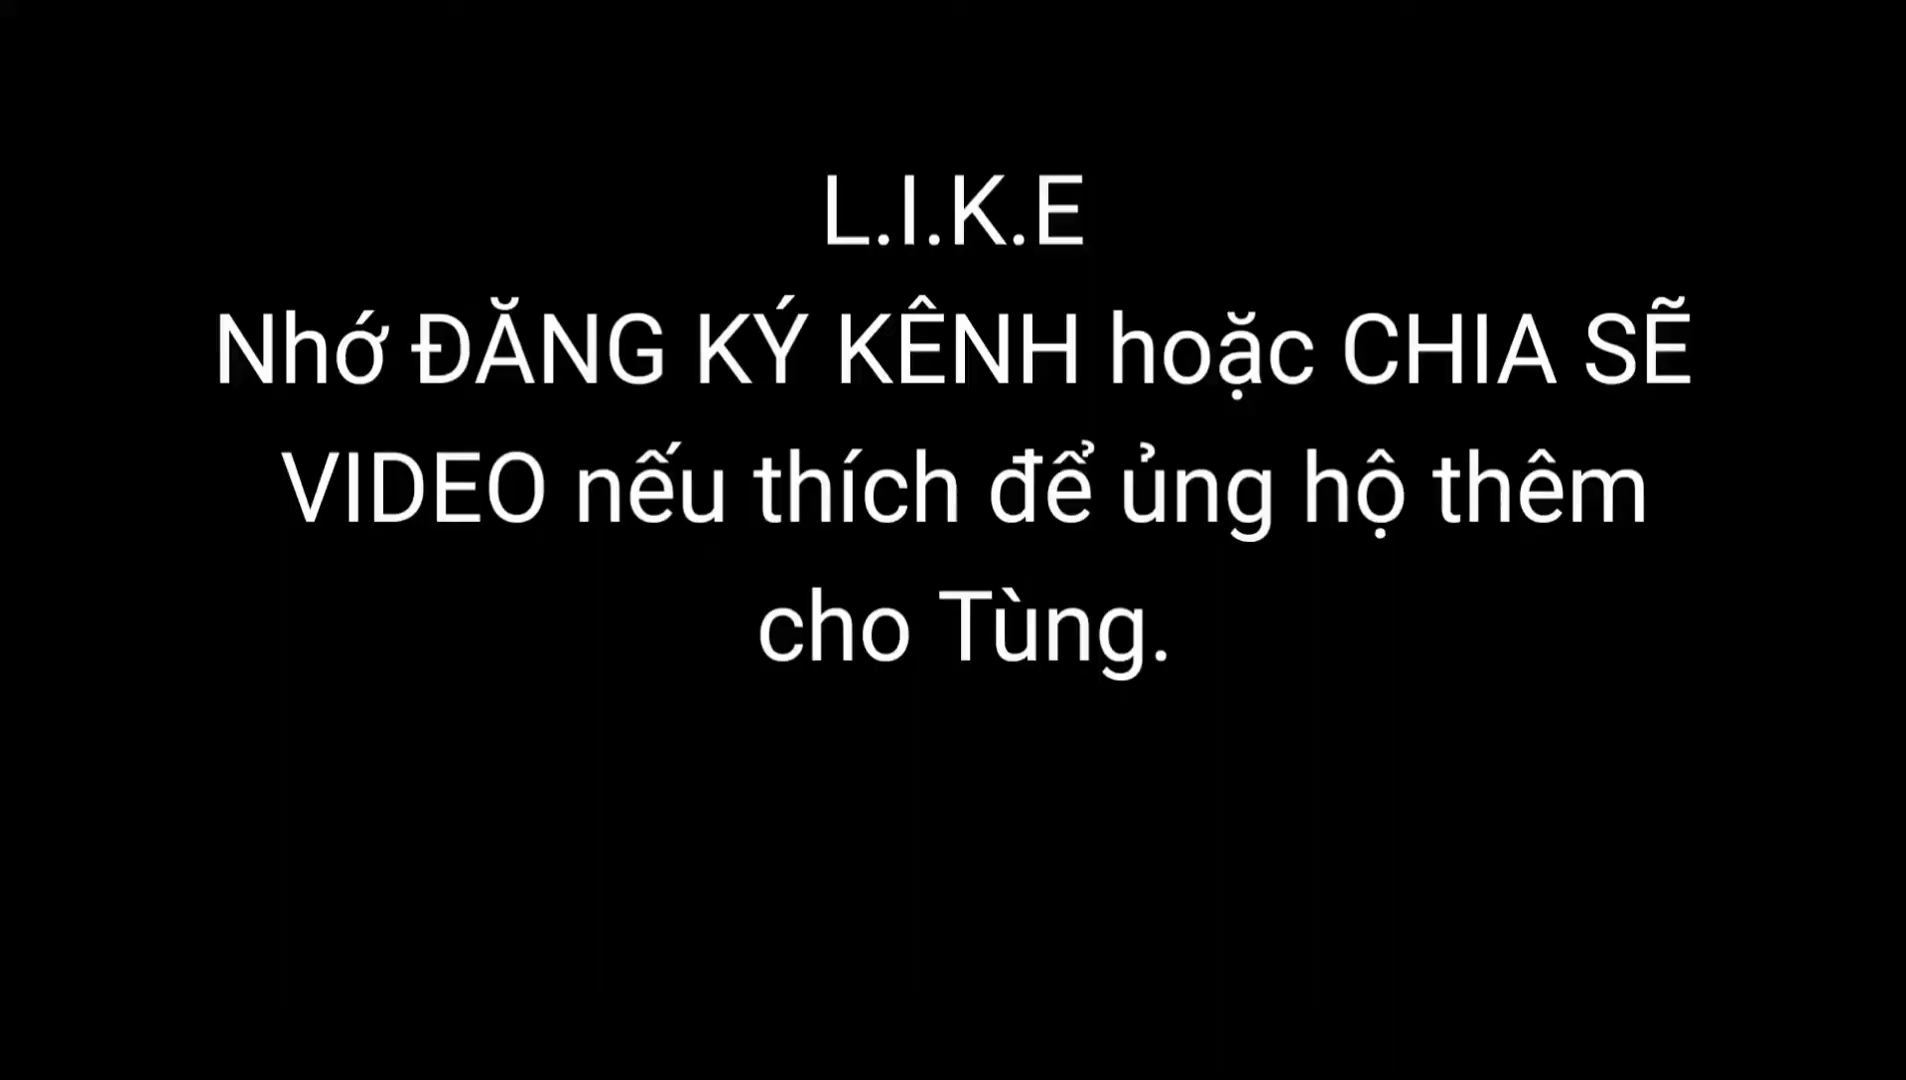 L.I.K.E
Nhớ ĐĂNG KÝ KÊNH hoặc CHIA SẼ
VIDEO nếu thích để ủng hộ thêm
cho Tùng.